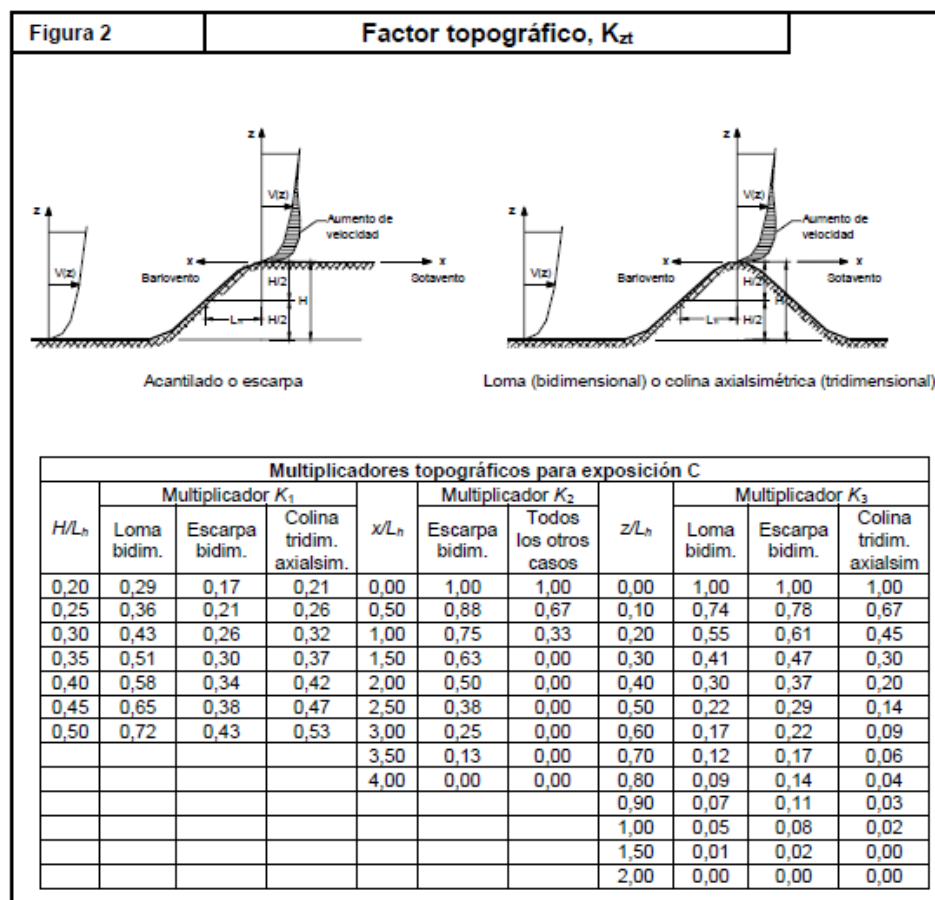 Figura 2
Factor topográfico, Kzt
z
V(z)
z
V(z)
Aumento de
velocidad
x
Barlovento
x
Sotavento
H/2
H
Lh
H/2
Acantilado o escarpa
z
V(z)
z
V(z)
Aumento de
velocidad
x
Barlovento
x
Sotavento
H/2
H
Lh
H/2
Loma (bidimensional) o colina axialsimétrica (tridimensional)
Multiplicadores topográficos para exposición C
H/Lh Multiplicador K1 x/Lh Multiplicador K2 z/Lh Multiplicador K3
Loma bidim. Escarpa bidim. Colina tridim. axialsim. Escarpa bidim. Todos los otros casos Loma bidim. Escarpa bidim. Colina tridim. axialsim
0,20 0,29 0,17 0,21 0,00 1,00 1,00 0,00 1,00 1,00 1,00
0,25 0,36 0,21 0,26 0,50 0,88 0,67 0,10 0,74 0,78 0,67
0,30 0,43 0,26 0,32 1,00 0,75 0,33 0,20 0,55 0,61 0,45
0,35 0,51 0,30 0,37 1,50 0,63 0,00 0,30 0,41 0,47 0,30
0,40 0,58 0,34 0,42 2,00 0,50 0,00 0,40 0,30 0,37 0,20
0,45 0,65 0,38 0,47 2,50 0,38 0,00 0,50 0,22 0,29 0,14
0,50 0,72 0,43 0,53 3,00 0,25 0,00 0,60 0,17 0,22 0,09
3,50 0,13 0,00 0,70 0,12 0,17 0,06
4,00 0,00 0,00 0,80 0,09 0,14 0,04
0,90 0,07 0,11 0,03
1,00 0,05 0,08 0,02
1,50 0,01 0,02 0,00
2,00 0,00 0,00 0,00